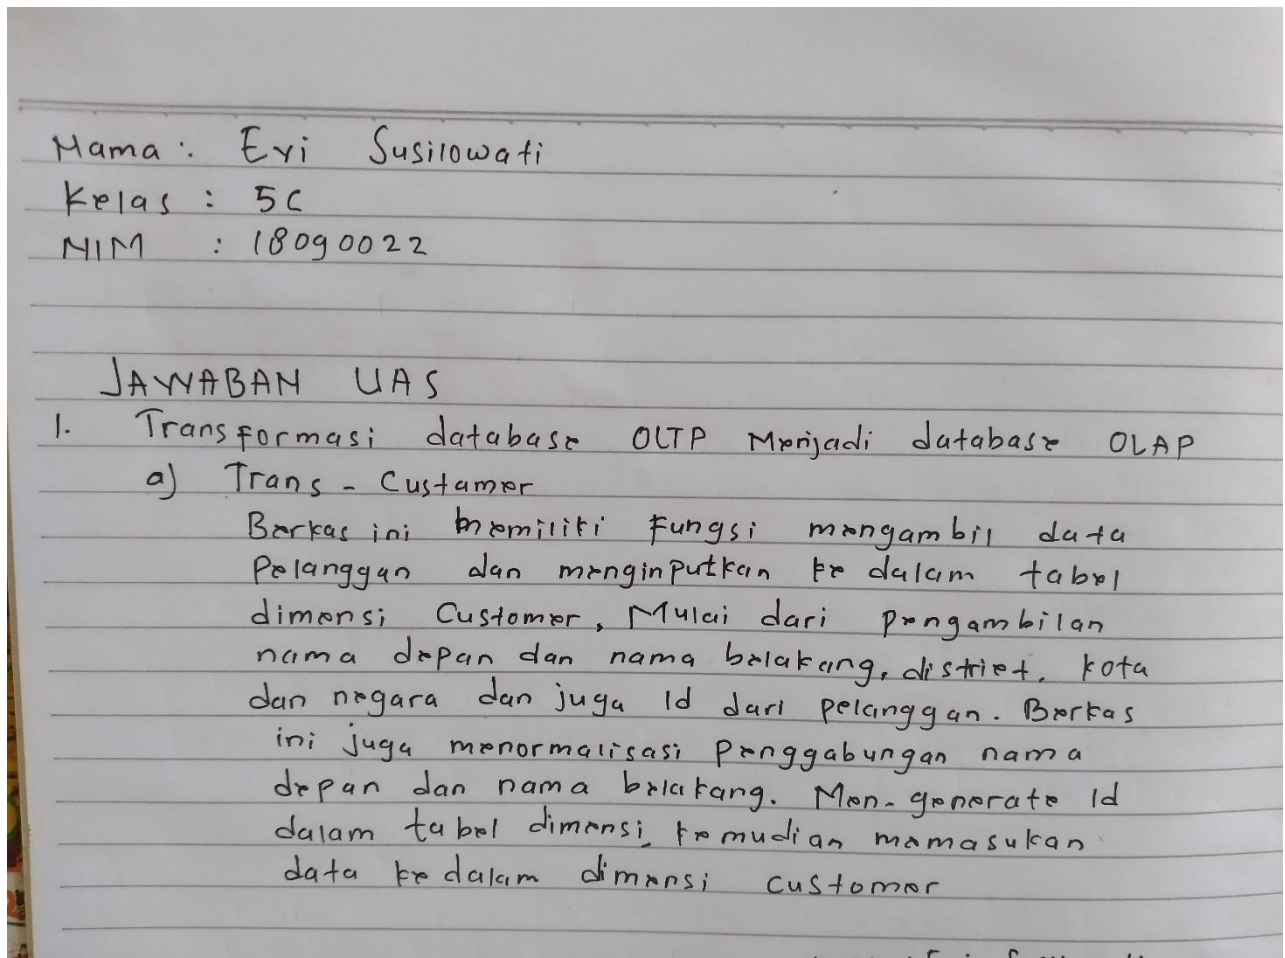 Nama : Evi Susilowati
Kelas : 5C
NIM : 18090022
JAWABAN UAS
1. Transformasi database OLTP Menjadi database OLAP
a) Trans - Custamer
Berkas ini memiliki fungsi mengambil data
Pelanggan dan menginputkan ke dalam tabel
dimensi Customer, Mulai dari pengambilan
nama depan dan nama belakang, district, kota
dan negara dan juga Id dari pelanggan. Berkas
ini juga menormalisasi Penggabungan nama
depan dan nama belakang. Men-generate Id
dalam tabel dimensi, kemudian memasukan
data ke dalam dimensi customer